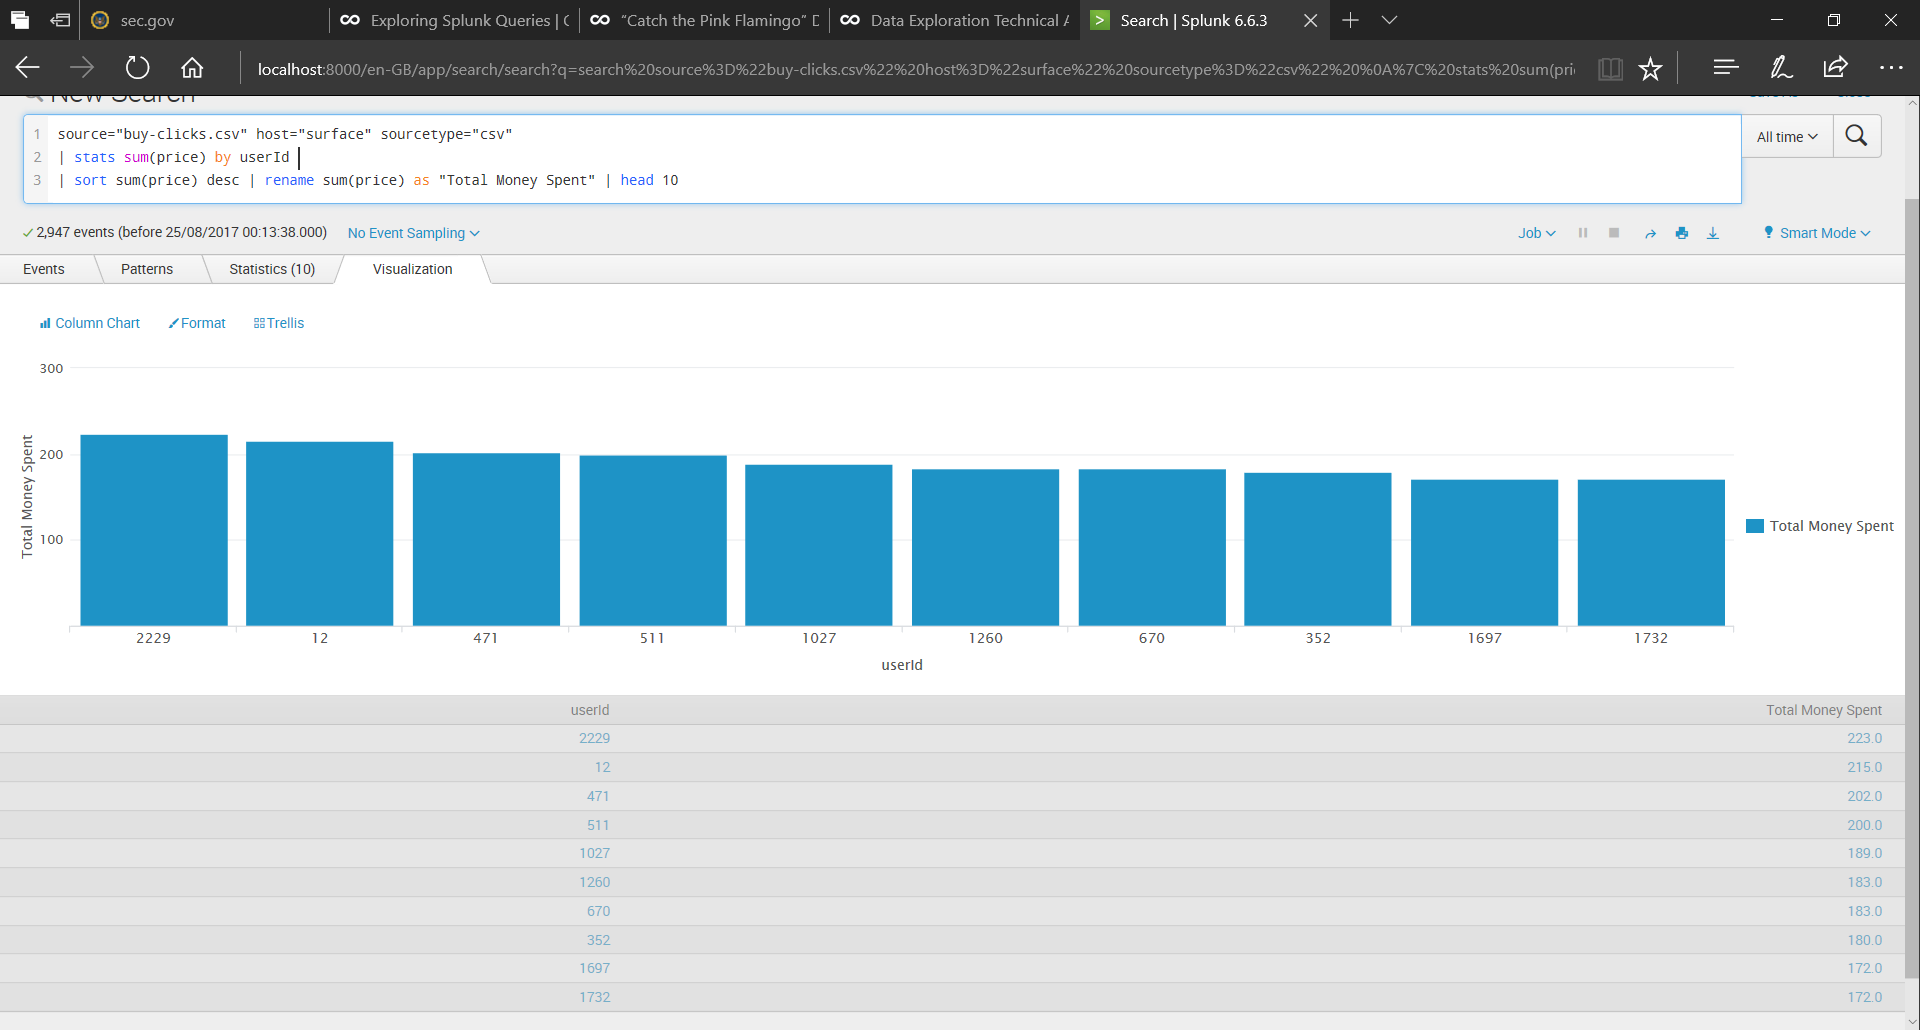 sec.gov
Exploring Splunk Queries | C
"Catch the Pink Flamingo" D
Data Exploration Technical A
Search | Splunk 6.6.3
localhost:8000/en-GB/app/search/search?q=search%20source%3D%22buy-clicks.csv%22%20host%3D%22surface%22%20sourcetype%3D%22csv%22%20%0A%7C%20stats%20sum(pri
New Search
Save As
Close
1 source="buy-clicks.csv" host="surface" sourcetype="csv"
2 | stats sum(price) by userId
3 | sort sum(price) desc | rename sum(price) as "Total Money Spent" | head 10
All time
2,947 events (before 25/08/2017 00:13:38.000)
No Event Sampling
Job
Smart Mode
Events
Patterns
Statistics (10)
Visualization
Column Chart
Format
Trellis
300
200
100
Total Money Spent
2229 12 471 511 1027 1260 670 352 1697 1732
userId
Total Money Spent
userId Total Money Spent
2229 223.0
12 215.0
471 202.0
511 200.0
1027 189.0
1260 183.0
670 183.0
352 180.0
1697 172.0
1732 172.0